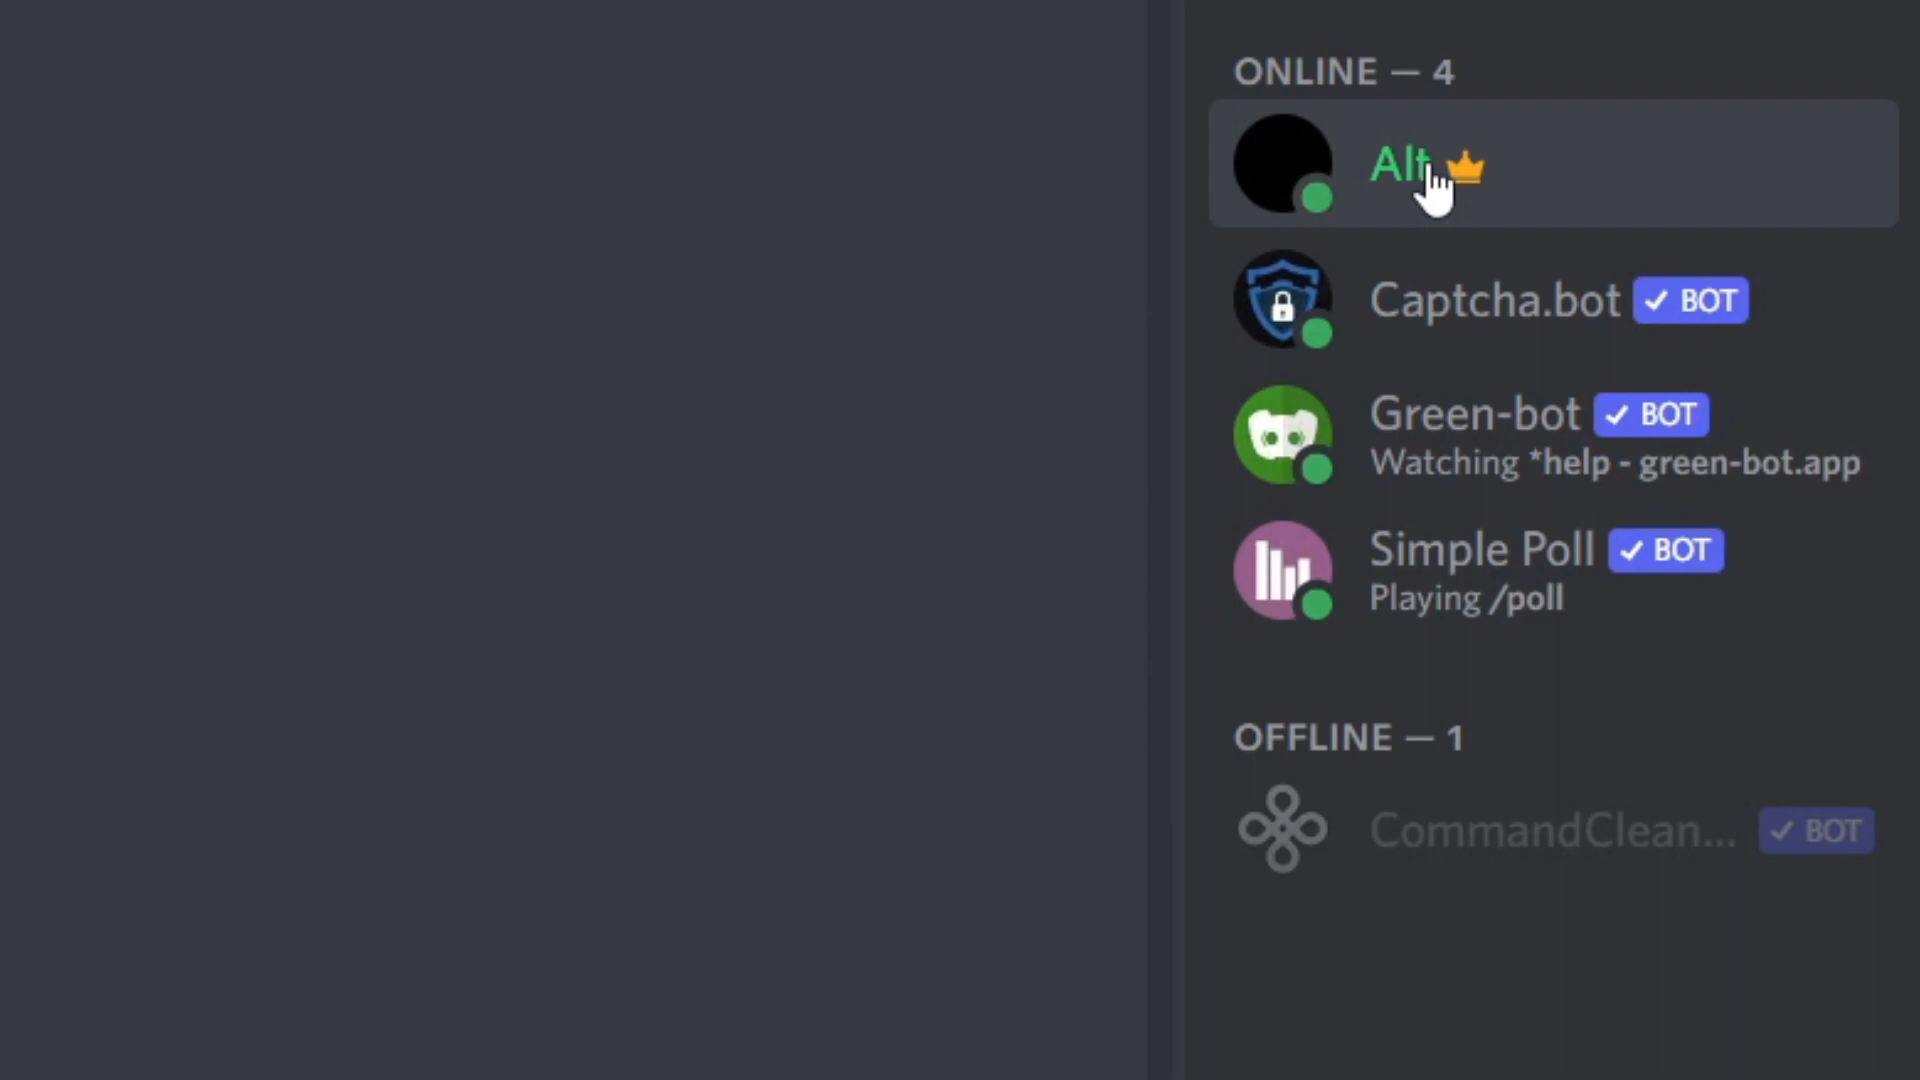 ONLINE — 4
Alt
Captcha.bot ✓ BOT
Green-bot ✓ BOT
Watching *help - green-bot.app
Simple Poll ✓ BOT
Playing /poll
OFFLINE — 1
CommandClean... ✓ BOT